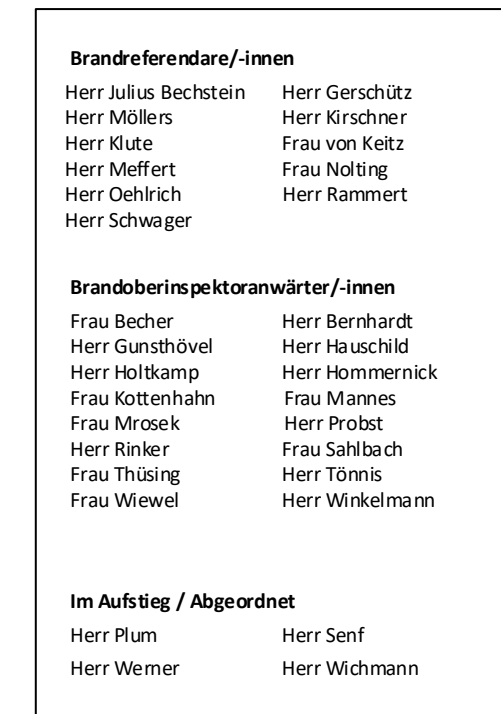 Brandreferendare/-innen
Herr Julius Bechstein Herr Gerschütz
Herr Möllers Herr Kirschner
Herr Klute Frau von Keitz
Herr Meffert Frau Nolting
Herr Oehlrich Herr Rammert
Herr Schwager
Brandoberinspektoranwärter/-innen
Frau Becher Herr Bernhardt
Herr Gunsthövel Herr Hauschild
Herr Holtkamp Herr Hommernick
Frau Kottenhahn Frau Mannes
Frau Mrosek Herr Probst
Herr Rinker Frau Sahlbach
Frau Thüsing Herr Tönnis
Frau Wiewel Herr Winkelmann
Im Aufstieg / Abgeordnet
Herr Plum Herr Senf
Herr Werner Herr Wichmann